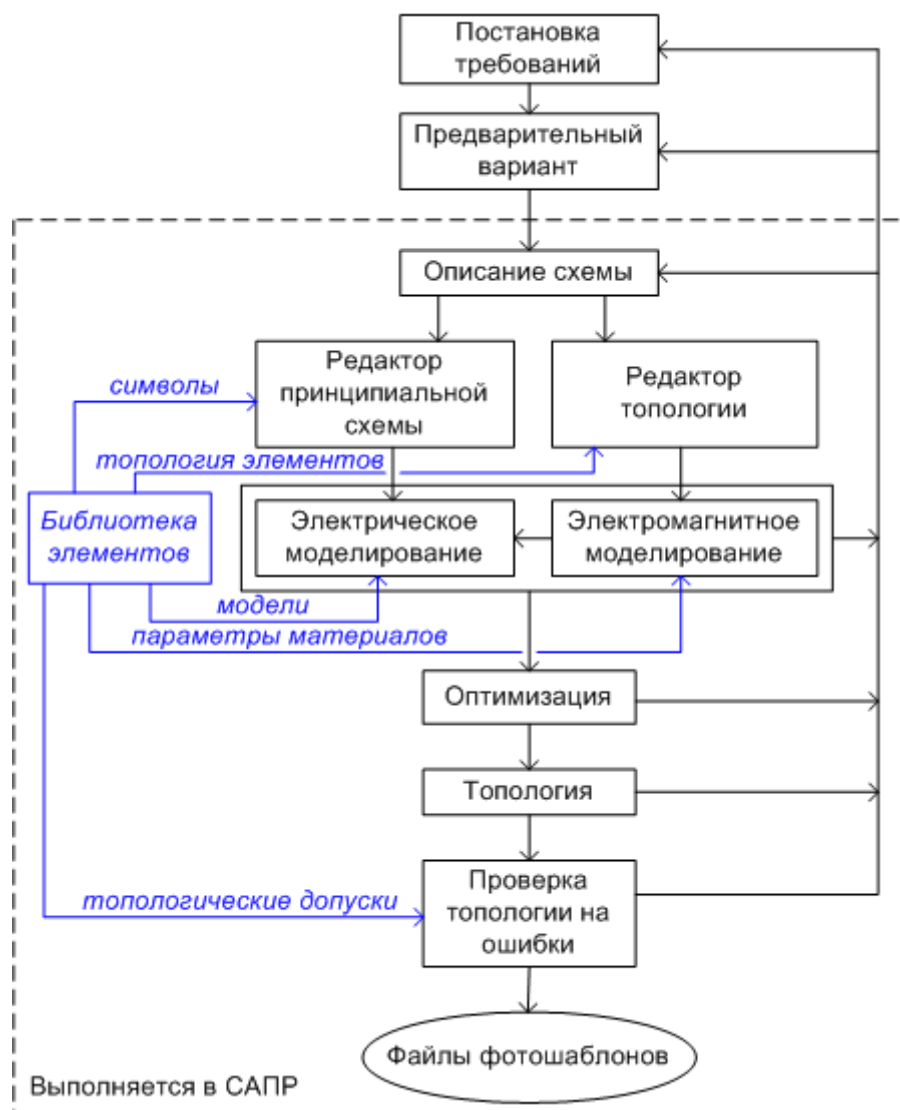 Постановка
требований
Предварительный
вариант
Описание схемы
Редактор
принципиальной
схемы
Редактор
топологии
символы
топология элементов
Библиотека
элементов
Электрическое
моделирование
Электромагнитное
моделирование
модели
параметры материалов
Оптимизация
Топология
Проверка
топологии на
ошибки
топологические допуски
Файлы фотошаблонов
Выполняется в САПР